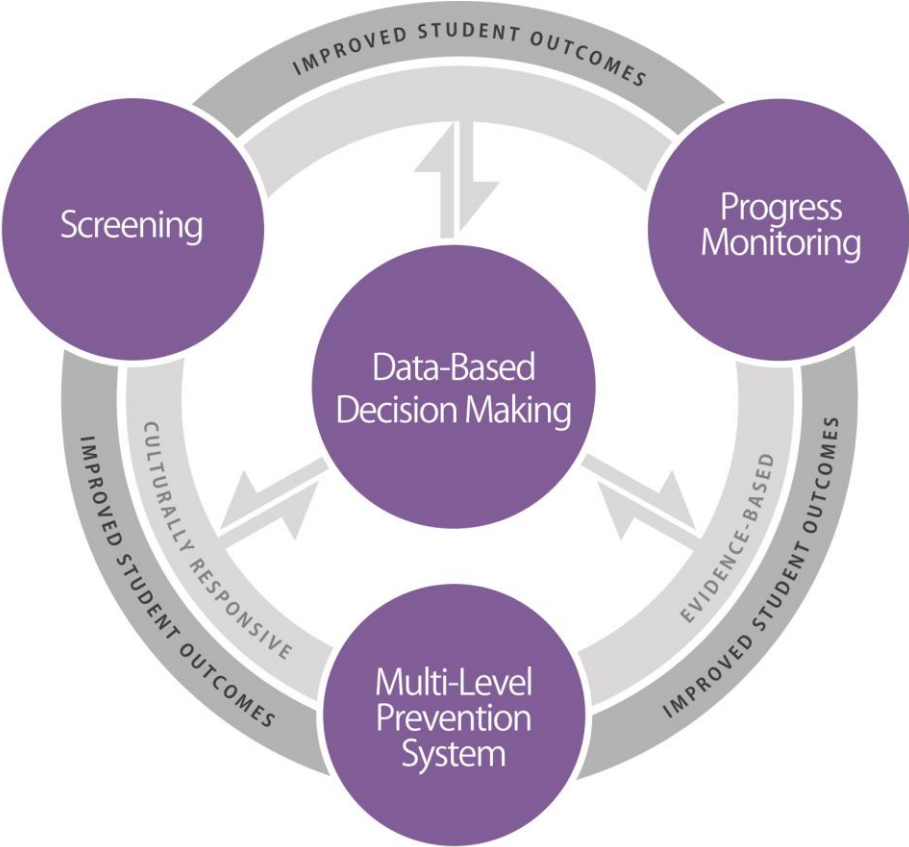 IMPROVED STUDENT OUTCOMES
Screening
Progress
Monitoring
Data-Based
Decision Making
IMPROVED STUDENT OUTCOMES
CULTURALLY RESPONSIVE
EVIDENCE-BASED
IMPROVED STUDENT OUTCOMES
Multi-Level
Prevention
System